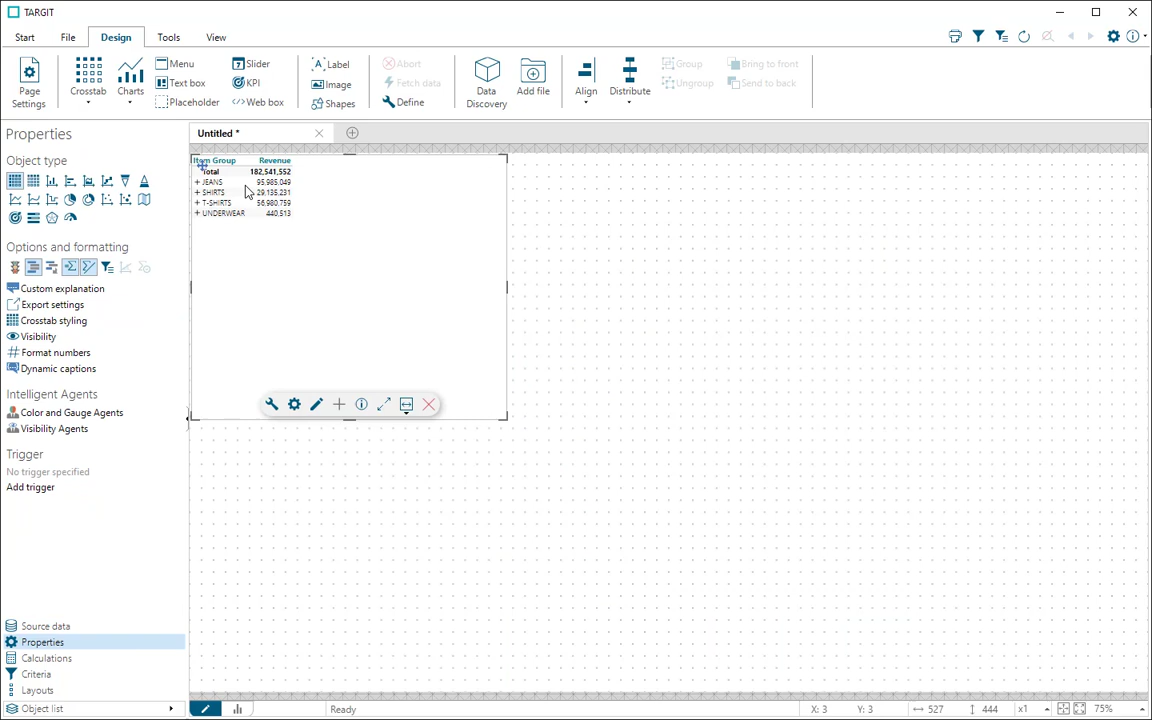 TARGIT
Start File Design Tools View
Page Settings
Crosstab
Charts
Menu
Text box
Placeholder
Slider
KPI
Web box
Label
Image
Shapes
Abort
Fetch data
Define
Data Discovery
Add file
Align
Distribute
Group
Ungroup
Bring to front
Send to back
Properties
Untitled *
Object type
Options and formatting
Custom explanation
Export settings
Crosstab styling
Visibility
Format numbers
Dynamic captions
Intelligent Agents
Color and Gauge Agents
Visibility Agents
Trigger
No trigger specified
Add trigger
Source data
Properties
Calculations
Criteria
Layouts
Object list
Item Group Revenue
Total 182,541,552
+ JEANS 95,985,049
+ SHIRTS 29,135,231
+ T-SHIRTS 56,980,759
+ UNDERWEAR 440,513
Ready
X: 3 Y: 3 527 444 x1 75%